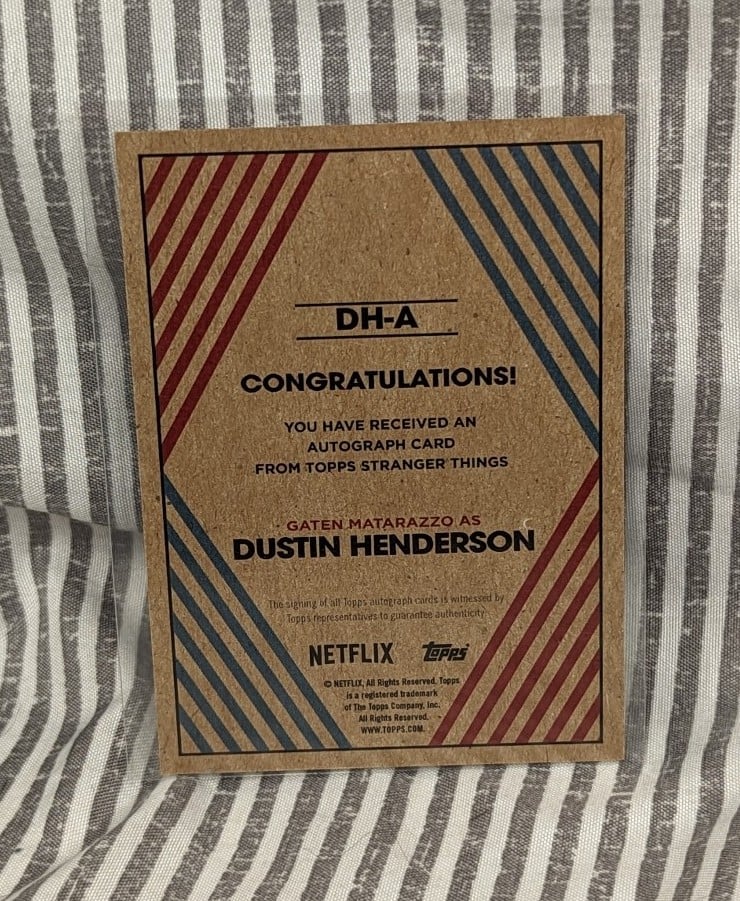 DH-A
CONGRATULATIONS!
YOU HAVE RECEIVED AN
AUTOGRAPH CARD
FROM TOPPS STRANGER THINGS
GATEN MATARAZZO AS
DUSTIN HENDERSON
The signing of all Topps autograph cards is witnessed by
Topps representatives to guarantee authenticity.
NETFLIX topps
© NETFLIX, All Rights Reserved. Topps
is a registered trademark
of The Topps Company, Inc.
All Rights Reserved.
WWW.TOPPS.COM.